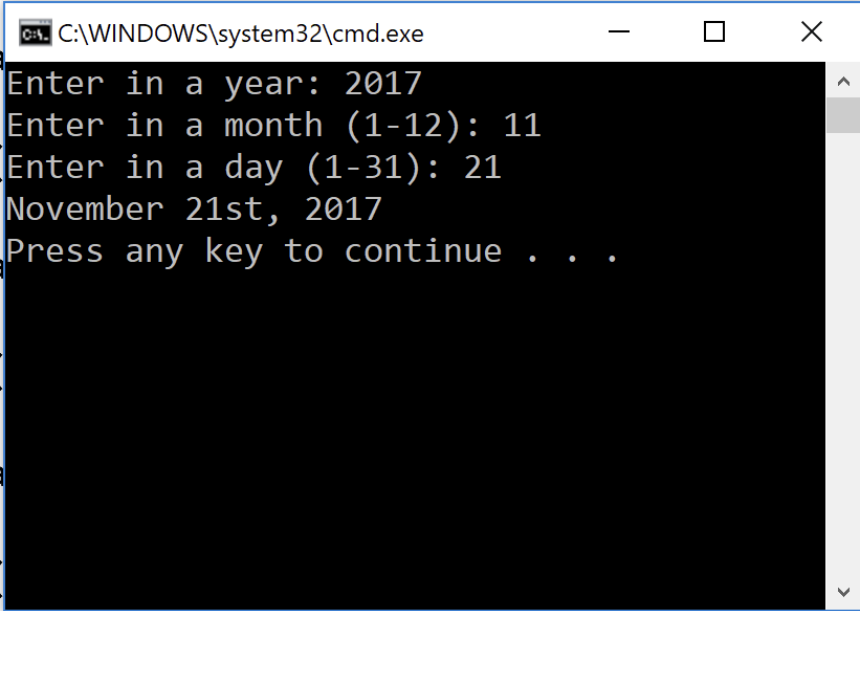 C:\WINDOWS\system32\cmd.exe
Enter in a year: 2017
Enter in a month (1-12): 11
Enter in a day (1-31): 21
November 21st, 2017
Press any key to continue . . .